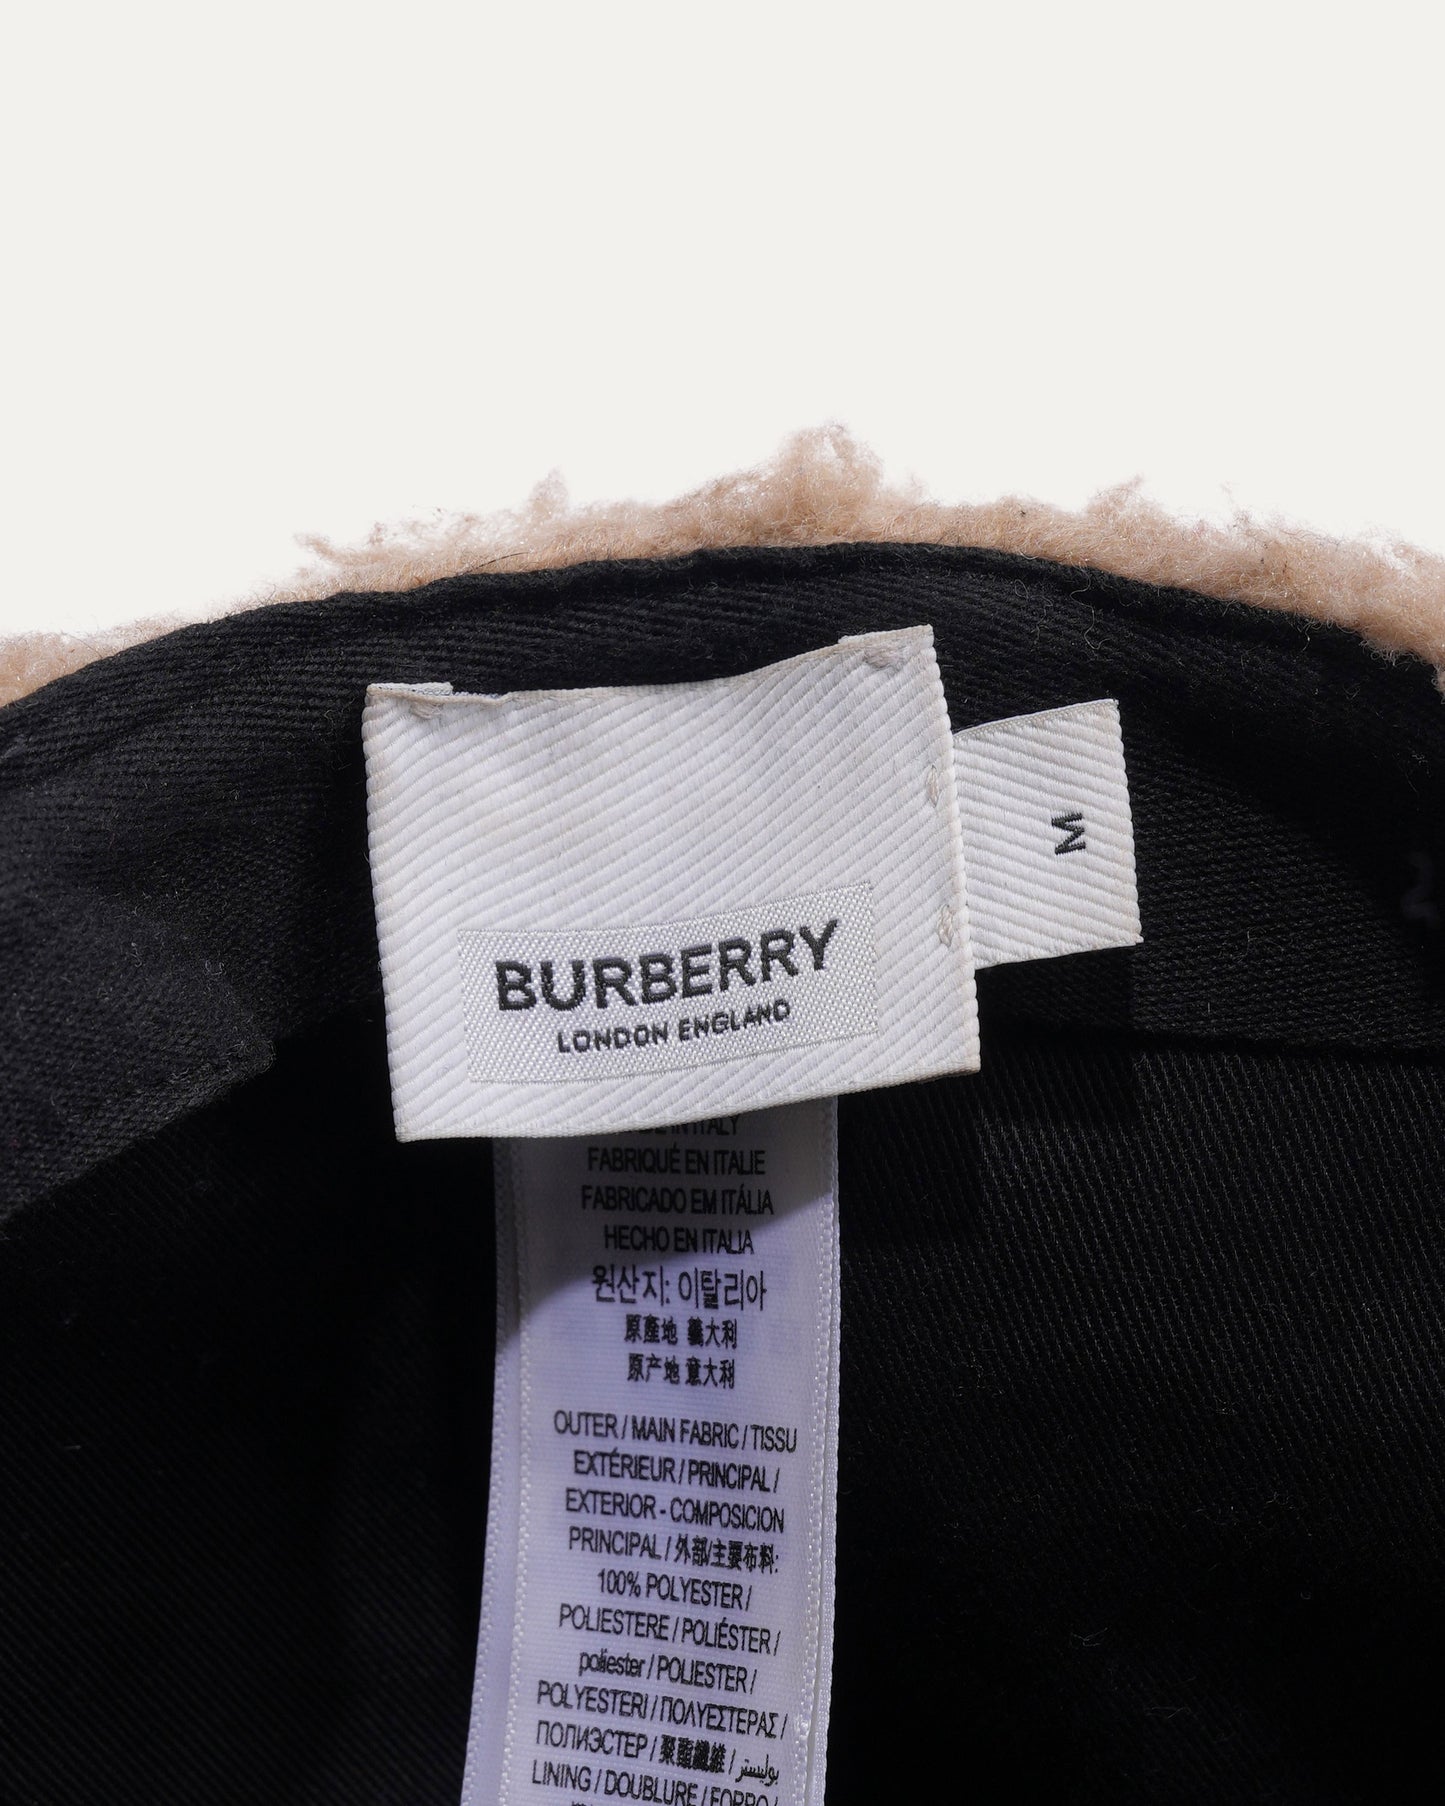 M
BURBERRY
LONDON ENGLAND
IN ITALY
FABRIQUÉ EN ITALIE
FABRICADO EM ITÁLIA
HECHO EN ITALIA
원산지: 이탈리아
原產地 義大利
原产地 意大利
OUTER / MAIN FABRIC / TISSU
EXTÉRIEUR / PRINCIPAL /
EXTERIOR - COMPOSICION
PRINCIPAL / 外部/主要布料:
100% POLYESTER /
POLIESTERE / POLIÉSTER /
poliester / POLIESTER /
POLYESTERI / ΠΟΛΥΕΣΤΕΡΑΣ /
ПОЛИЭСТЕР / 聚酯纖維 / بوليستر
LINING / DOUBLURE / FORRO /